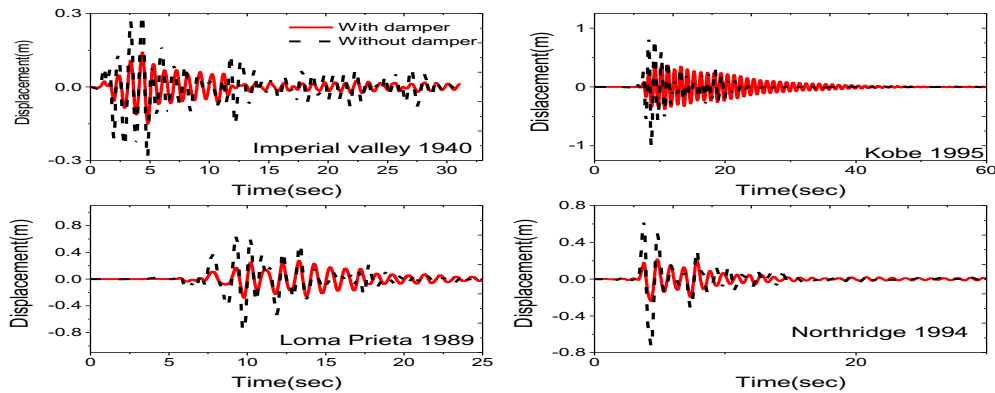 0.3
0.0
-0.3
Displacement(m)
With damper
Without damper
Imperial valley 1940
0 5 10 15 20 25 30
Time(sec)
1
0
-1
Dislacement(m)
Kobe 1995
0 20 40 60
Time(sec)
0.8
0.4
0.0
-0.4
-0.8
Displacement(m)
Loma Prieta 1989
0 5 10 15 20 25
Time(sec)
0.8
0.4
0.0
-0.4
-0.8
Displacement(m)
Northridge 1994
0 20
Time(sec)